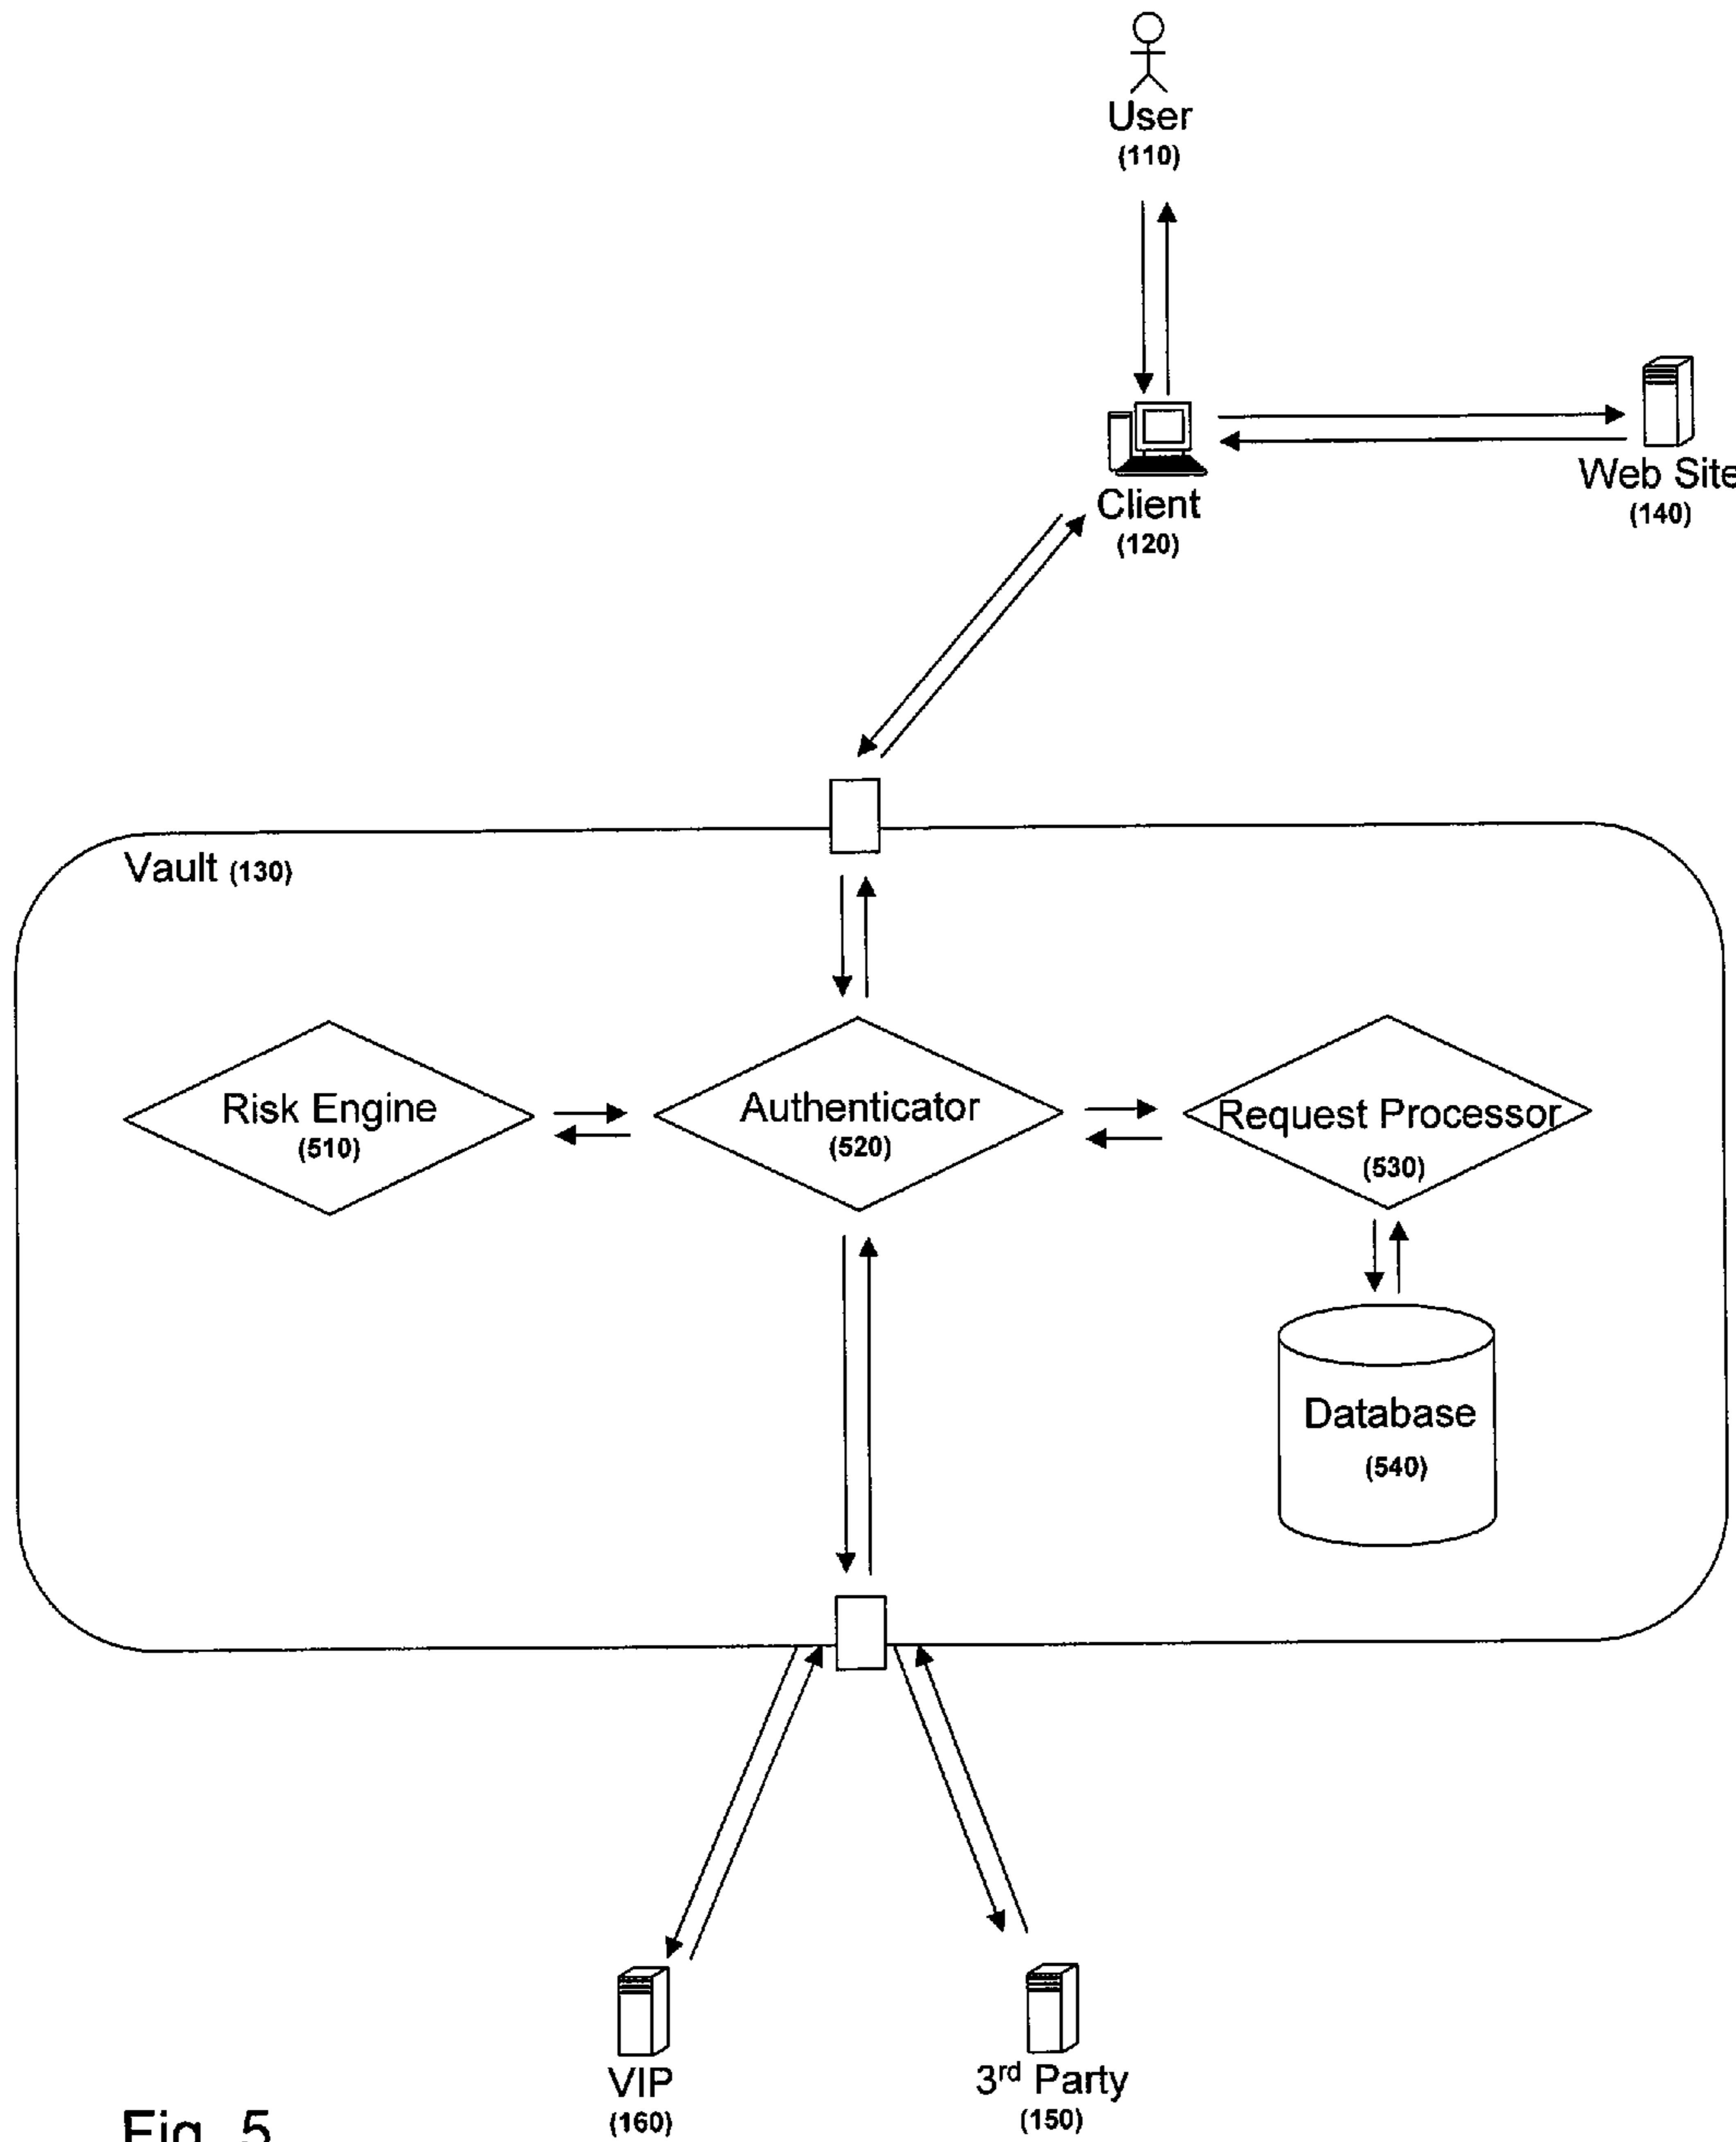 User
(110)
Client
(120)
Web Site
(140)
Vault (130)
Risk Engine
(510)
Authenticator
(520)
Request Processor
(530)
Database
(540)
VIP
(160)
3rd Party
(150)
Fig. 5